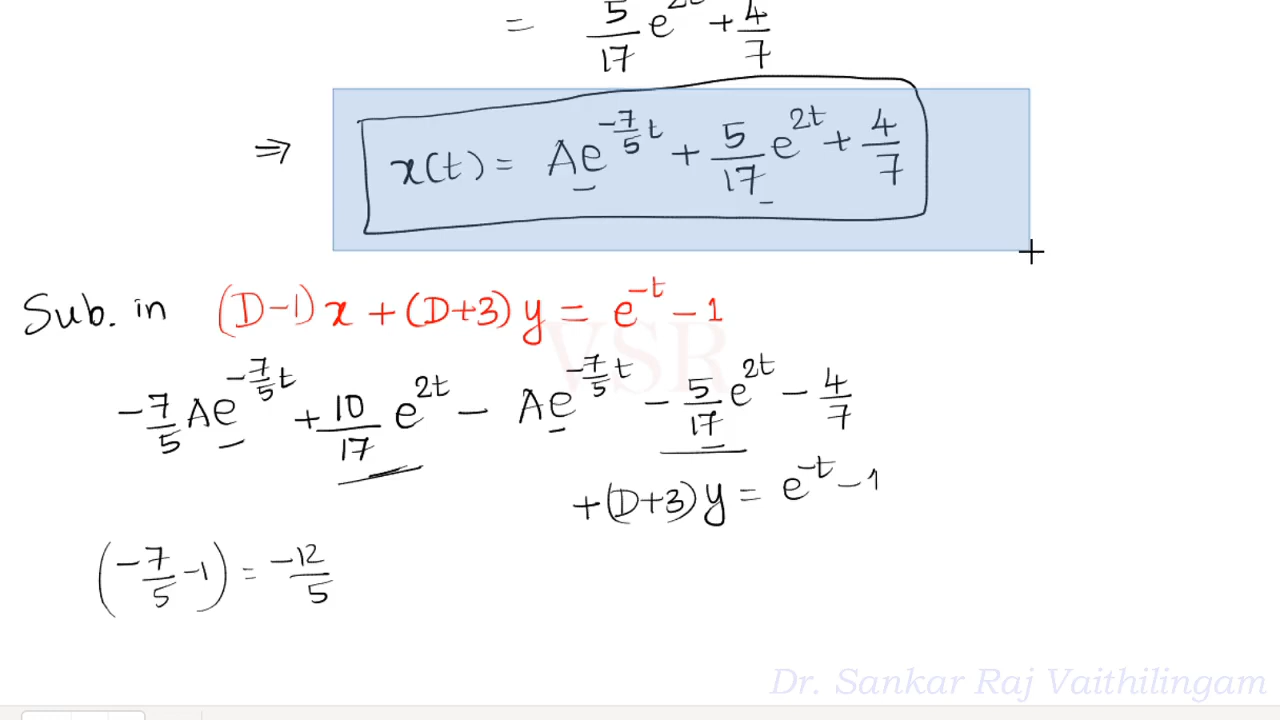 = 5/17 e^{2t} + 4/7
⇒ x(t) = Ae^{-7/5 t} + 5/17 e^{2t} + 4/7
Sub. in (D-1)x + (D+3)y = e^{-t} - 1
VSR
-7/5 Ae^{-7/5 t} + 10/17 e^{2t} - Ae^{-7/5 t} - 5/17 e^{2t} - 4/7
+ (D+3)y = e^{-t} - 1
(-7/5 - 1) = -12/5
Dr. Sankar Raj Vaithilingam